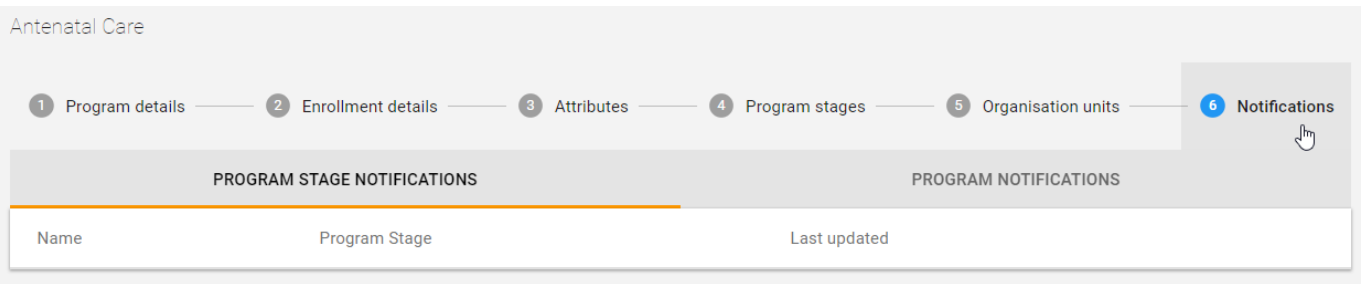 Antenatal Care
1 Program details 2 Enrollment details 3 Attributes 4 Program stages 5 Organisation units 6 Notifications
PROGRAM STAGE NOTIFICATIONS PROGRAM NOTIFICATIONS
Name Program Stage Last updated